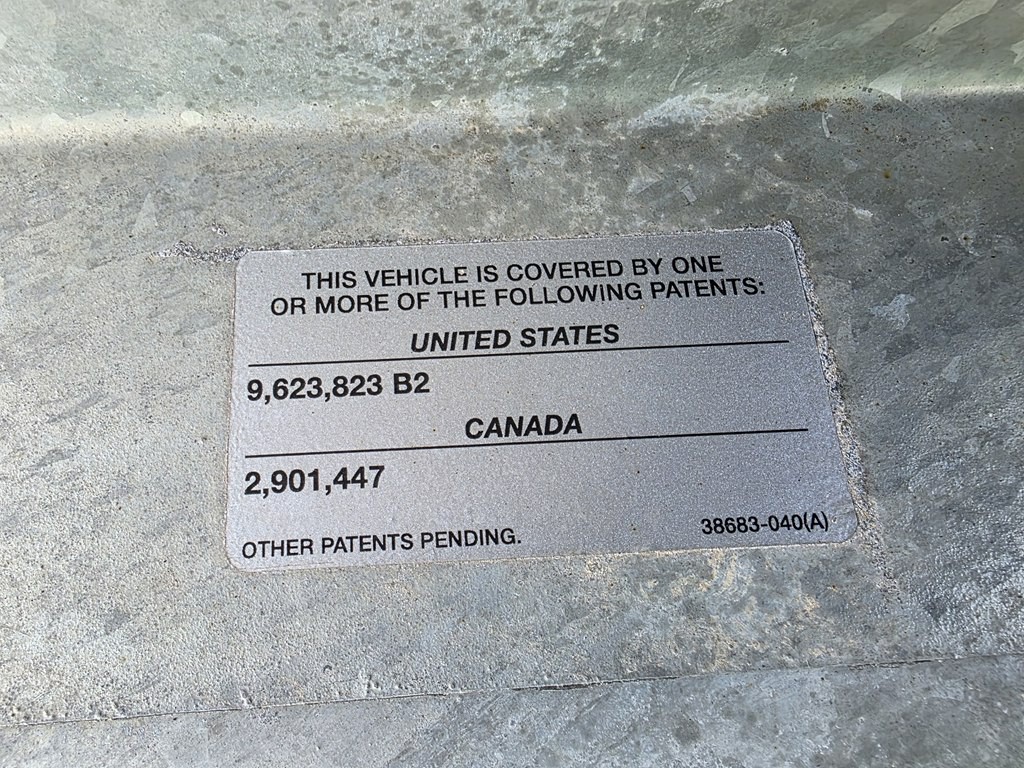 THIS VEHICLE IS COVERED BY ONE
OR MORE OF THE FOLLOWING PATENTS:
UNITED STATES
9,623,823 B2
CANADA
2,901,447
OTHER PATENTS PENDING.
38683-040(A)